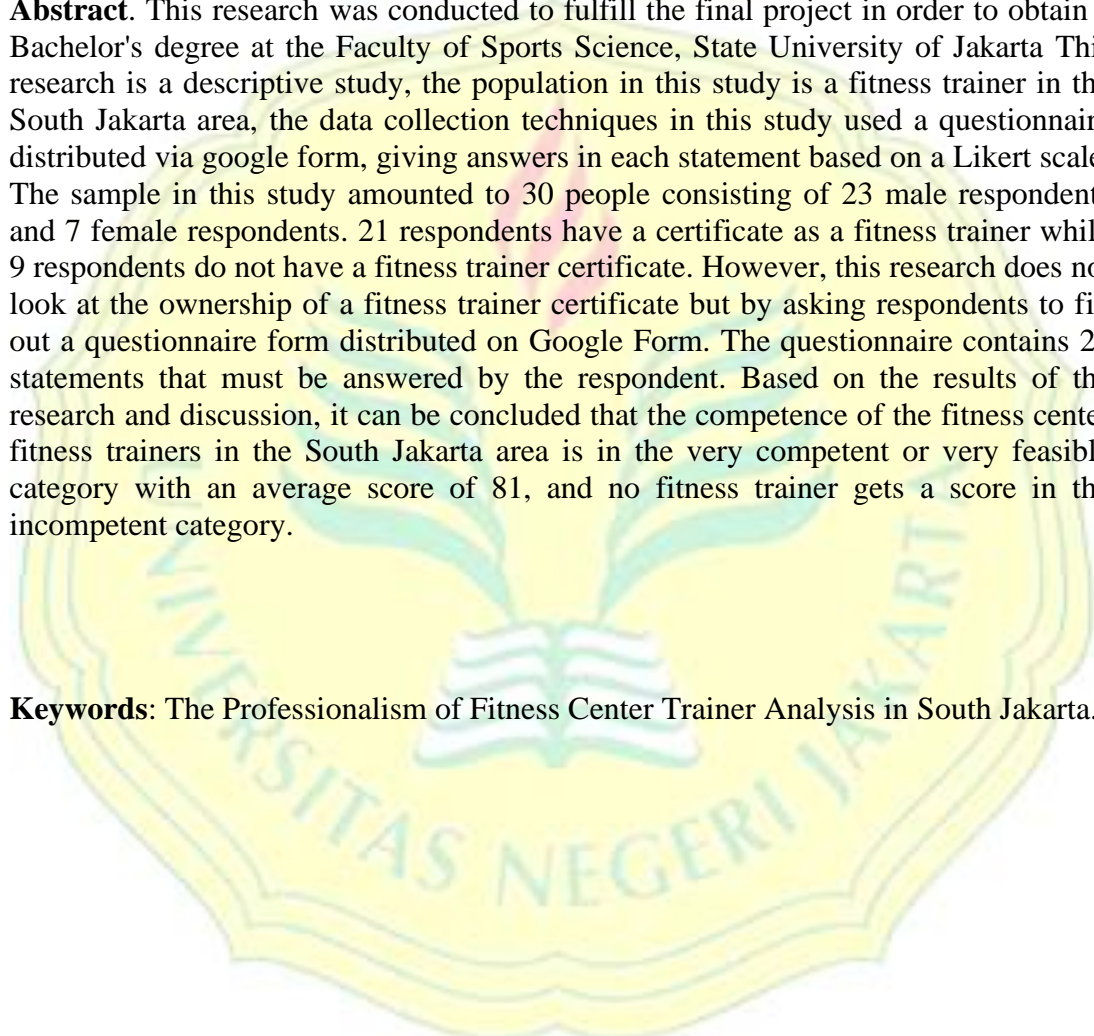 Abstract. This research was conducted to fulfill the final project in order to obtain
Bachelor's degree at the Faculty of Sports Science, State University of Jakarta Thi
research is a descriptive study, the population in this study is a fitness trainer in th
South Jakarta area, the data collection techniques in this study used a questionnair
distributed via google form, giving answers in each statement based on a Likert scale
The sample in this study amounted to 30 people consisting of 23 male respondent
and 7 female respondents. 21 respondents have a certificate as a fitness trainer whil
9 respondents do not have a fitness trainer certificate. However, this research does no
look at the ownership of a fitness trainer certificate but by asking respondents to fi
out a questionnaire form distributed on Google Form. The questionnaire contains 2
statements that must be answered by the respondent. Based on the results of th
research and discussion, it can be concluded that the competence of the fitness cente
fitness trainers in the South Jakarta area is in the very competent or very feasibl
category with an average score of 81, and no fitness trainer gets a score in th
incompetent category.
Keywords: The Professionalism of Fitness Center Trainer Analysis in South Jakarta.
UNIVERSITAS NEGERI JAKARTA